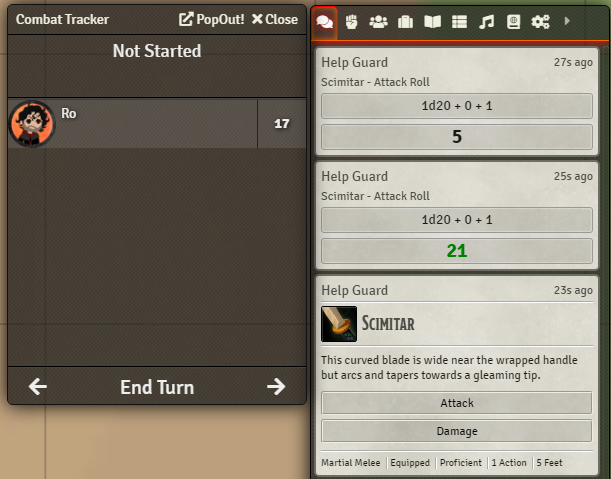 Combat Tracker PopOut! Close
Not Started
Ro 17
End Turn
Help Guard 27s ago
Scimitar - Attack Roll
1d20 + 0 + 1
5
Help Guard 25s ago
Scimitar - Attack Roll
1d20 + 0 + 1
21
Help Guard 23s ago
Scimitar
This curved blade is wide near the wrapped handle
but arcs and tapers towards a gleaming tip.
Attack
Damage
Martial Melee Equipped Proficient 1 Action 5 Feet